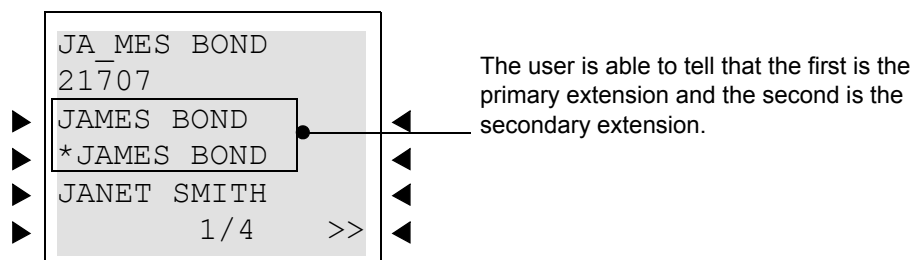 JA_MES BOND
21707
JAMES BOND
*JAMES BOND
JANET SMITH
1/4 >>
The user is able to tell that the first is the
primary extension and the second is the
secondary extension.